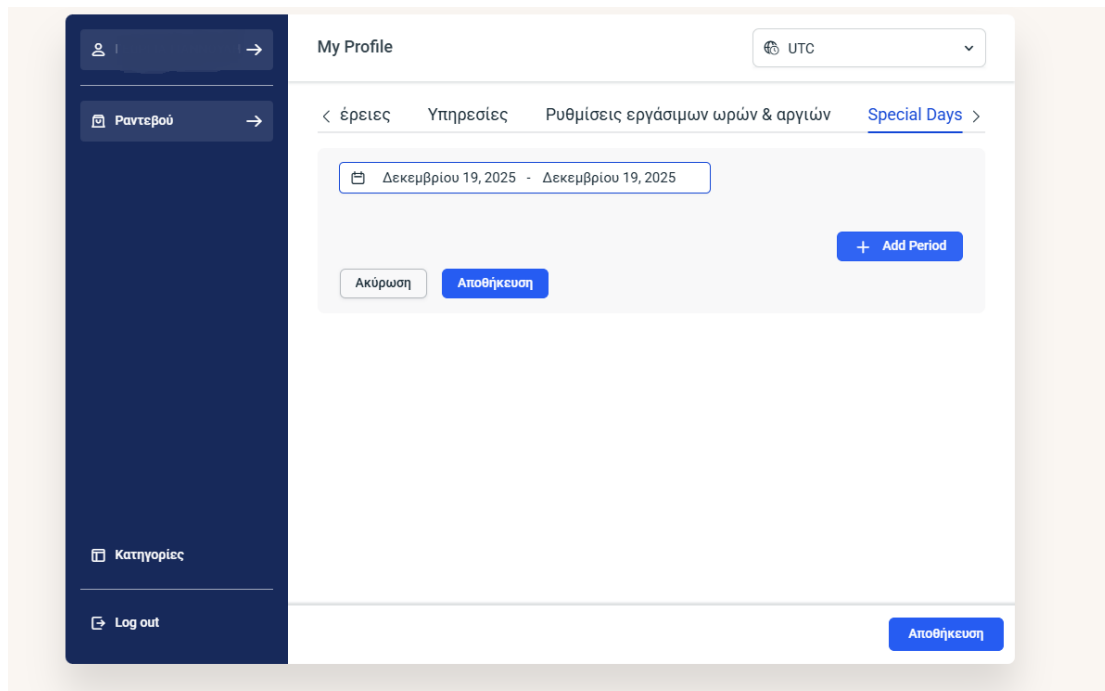 My Profile
UTC
Ραντεβού
έρειες Υπηρεσίες Ρυθμίσεις εργάσιμων ωρών & αργιών Special Days
Δεκεμβρίου 19, 2025 - Δεκεμβρίου 19, 2025
+ Add Period
Ακύρωση Αποθήκευση
Κατηγορίες
Log out
Αποθήκευση